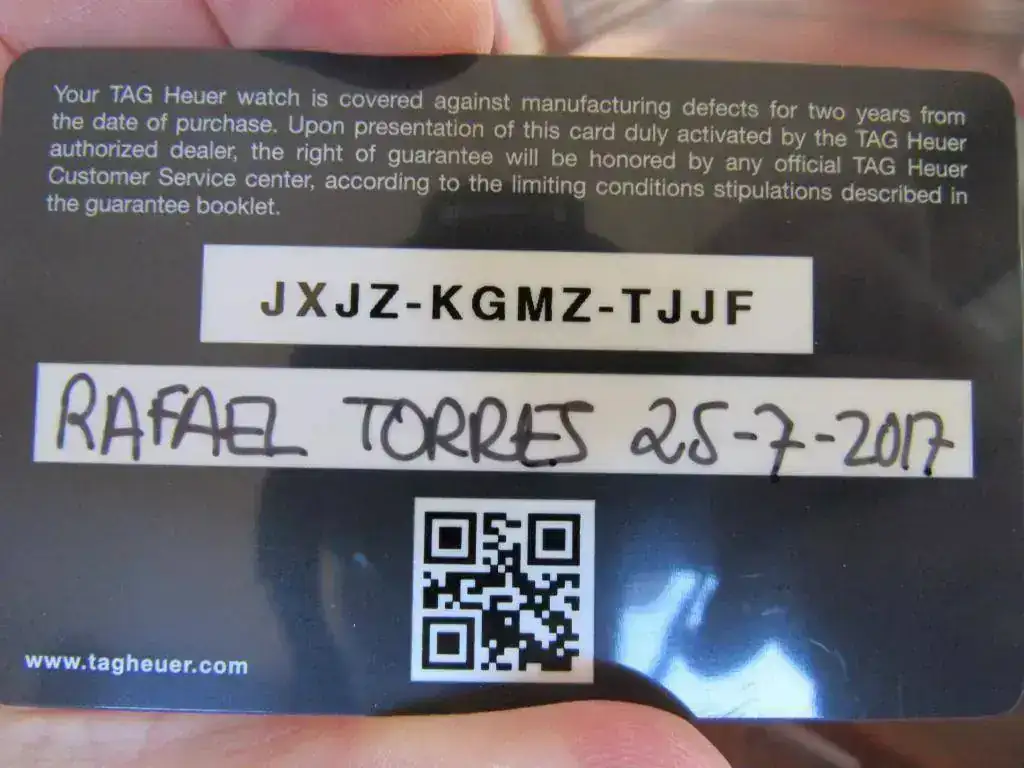 Your TAG Heuer watch is covered against manufacturing defects for two years from
the date of purchase. Upon presentation of this card duly activated by the TAG Heuer
authorized dealer, the right of guarantee will be honored by any official TAG Heuer
Customer Service center, according to the limiting conditions stipulations described in
the guarantee booklet.
JXJZ-KGMZ-TJJF
RAFAEL TORRES 25-7-2017
www.tagheuer.com